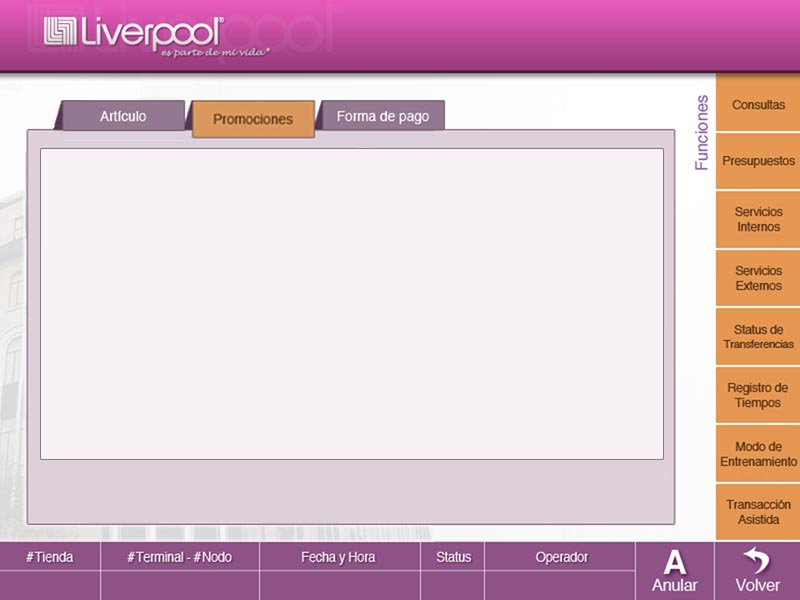 Liverpool®
es parte de mi vida*
Artículo
Promociones
Forma de pago
Funciones
Consultas
Presupuestos
Servicios
Internos
Servicios
Externos
Status de
Transferencias
Registro de
Tiempos
Modo de
Entrenamiento
Transacción
Asistida
#Tienda
#Terminal - #Nodo
Fecha y Hora
Status
Operador
A
Anular
Volver